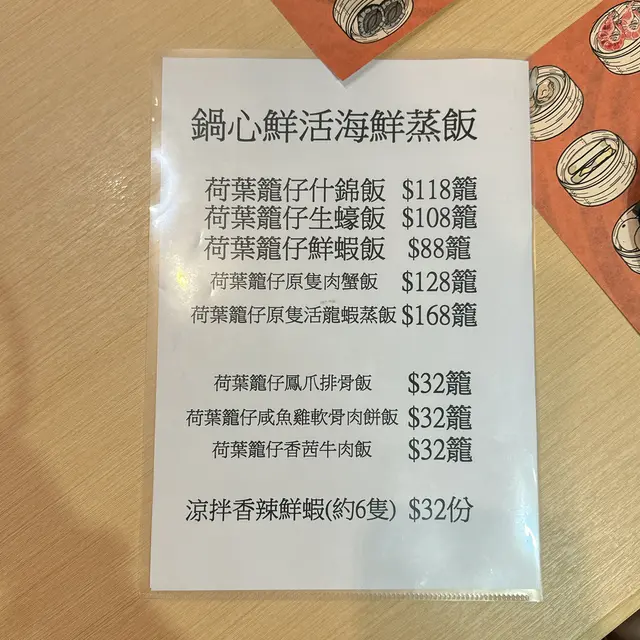 鍋心鮮活海鮮蒸飯
荷葉籠仔什錦飯 $118籠
荷葉籠仔生蠔飯 $108籠
荷葉籠仔鮮蝦飯 $88籠
荷葉籠仔原隻肉蟹飯 $128籠
荷葉籠仔原隻活龍蝦蒸飯 $168籠
荷葉籠仔鳳爪排骨飯 $32籠
荷葉籠仔咸魚雞軟骨肉餅飯 $32籠
荷葉籠仔香茜牛肉飯 $32籠
涼拌香辣鮮蝦(約6隻) $32份